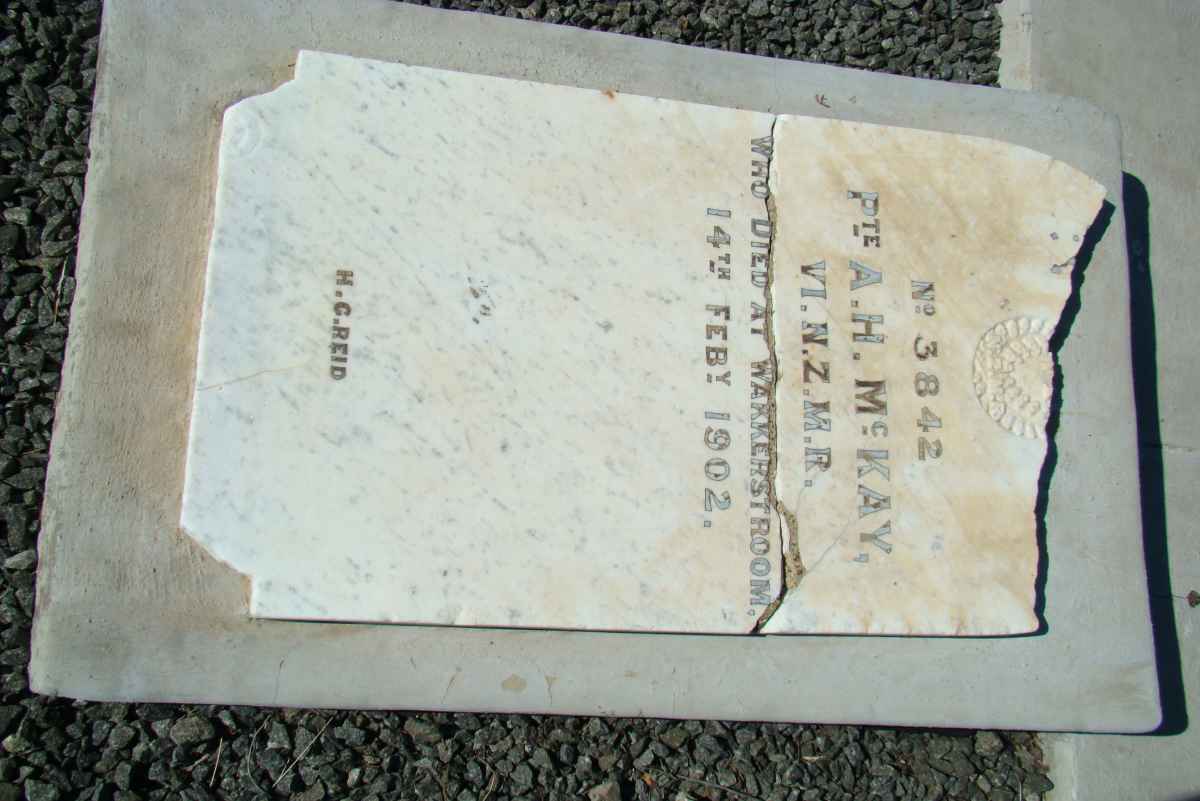 No 3842
PTE A.H. McKAY,
VI.N.Z.M.R.
WHO DIED AT WAKKERSTROOM.
14TH FEBY 1902.
H.G.REID